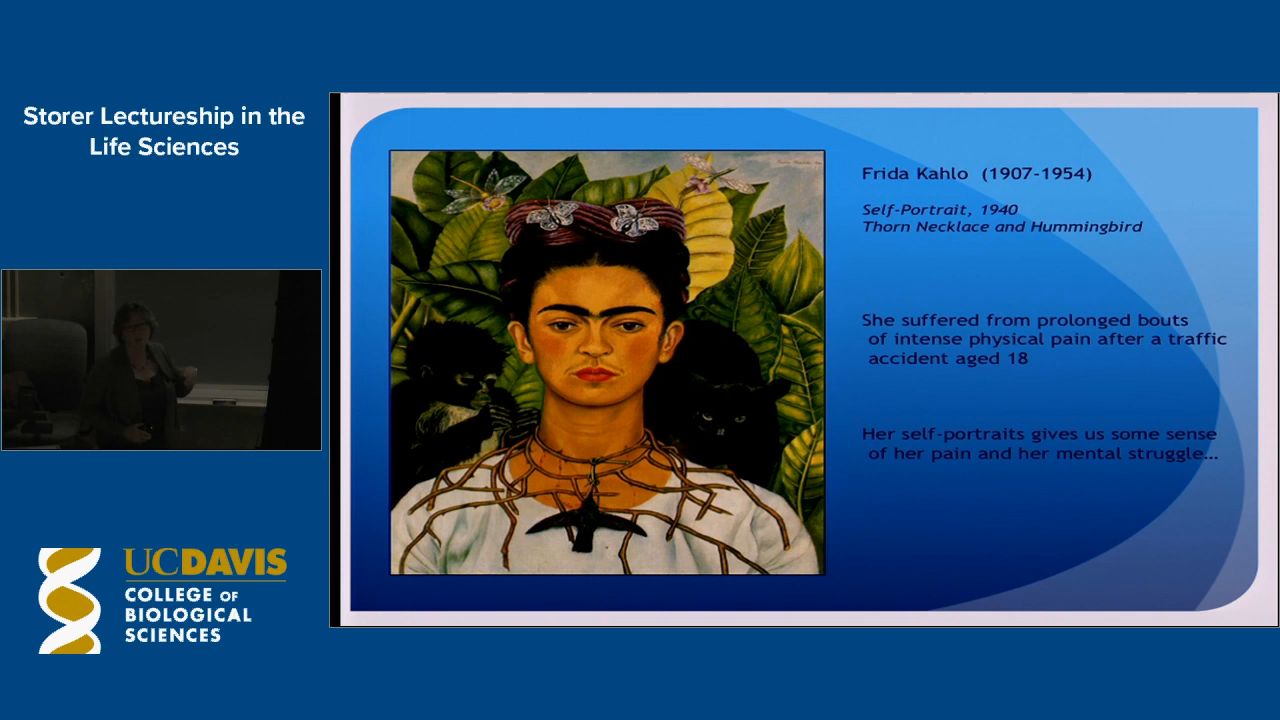 Storer Lectureship in the
Life Sciences
Frida Kahlo (1907-1954)
Self-Portrait, 1940
Thorn Necklace and Hummingbird
She suffered from prolonged bouts
of intense physical pain after a traffic
accident aged 18
Her self-portraits gives us some sense
of her pain and her mental struggle...
UCDAVIS
COLLEGE OF
BIOLOGICAL
SCIENCES